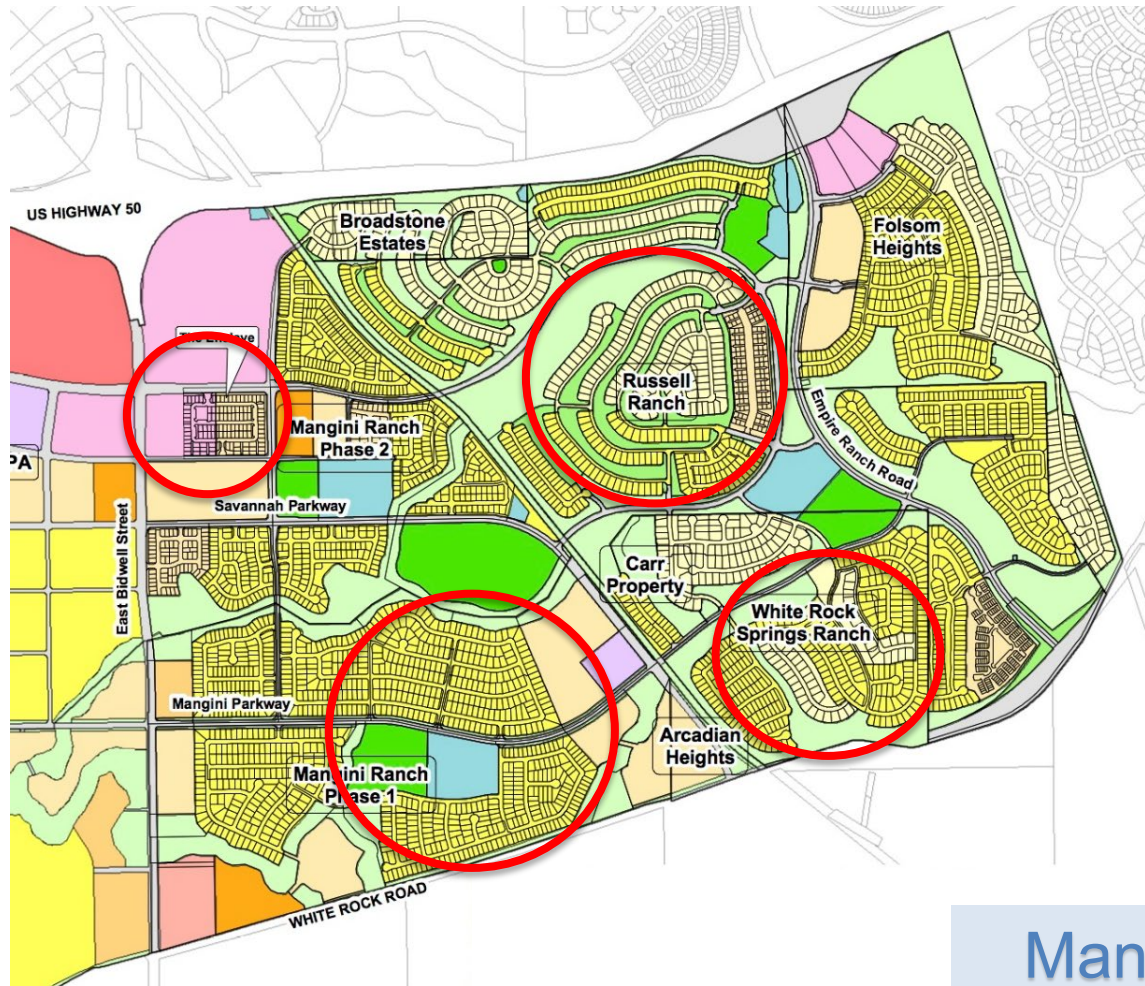 US HIGHWAY 50
Broadstone
Estates
Folsom
Heights
The Enclave
Russell
Ranch
Mangini Ranch
Phase 2
Empire Ranch Road
PA
Savannah Parkway
East Bidwell Street
Carr
Property
White Rock
Springs Ranch
Mangini Parkway
Arcadian
Heights
Mangini Ranch
Phase 1
WHITE ROCK ROAD
Man